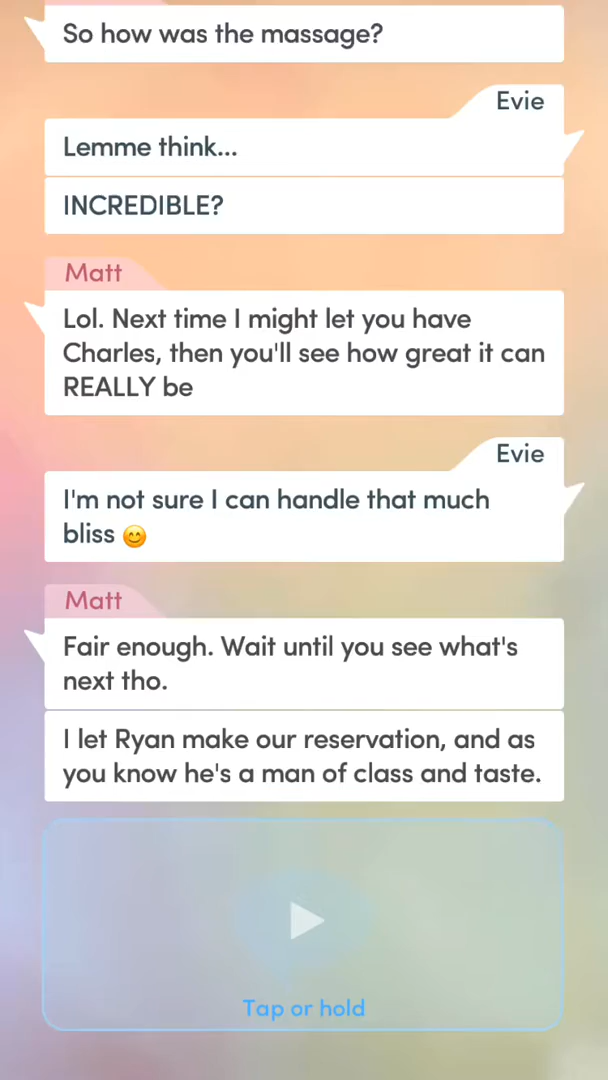 So how was the massage?
Evie
Lemme think...
INCREDIBLE?
Matt
Lol. Next time I might let you have
Charles, then you'll see how great it can
REALLY be
Evie
I'm not sure I can handle that much
bliss 😊
Matt
Fair enough. Wait until you see what's
next tho.
I let Ryan make our reservation, and as
you know he's a man of class and taste.
Tap or hold